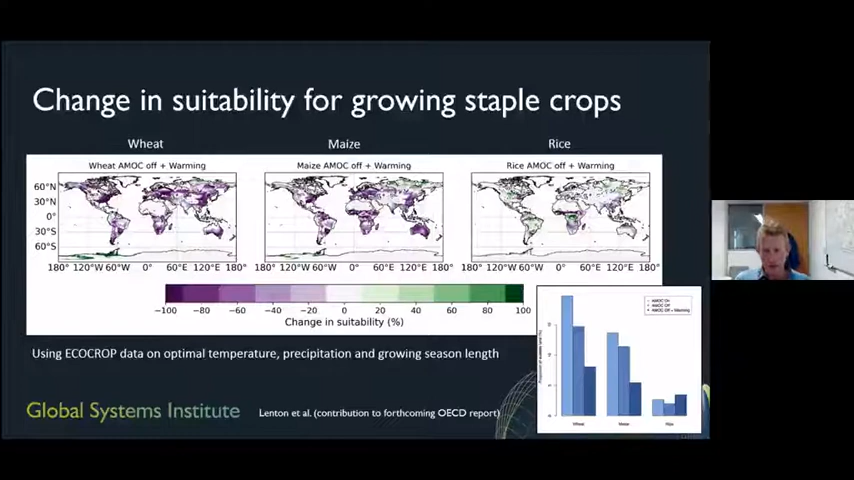 Change in suitability for growing staple crops
Wheat Maize Rice
Wheat AMOC off + Warming Maize AMOC off + Warming Rice AMOC off + Warming
60°N
30°N
0°
30°S
60°S
180° 120°W 60°W 0° 60°E 120°E 180° 180° 120°W 60°W 0° 60°E 120°E 180° 180° 120°W 60°W 0° 60°E 120°E 180°
−100 −80 −60 −40 −20 0 20 40 60 80 100
Change in suitability (%)
AMOC On
AMOC Off
AMOC Off + Warming
Wheat Maize Rice
Using ECOCROP data on optimal temperature, precipitation and growing season length
Global Systems Institute
Lenton et al. (contribution to forthcoming OECD report)